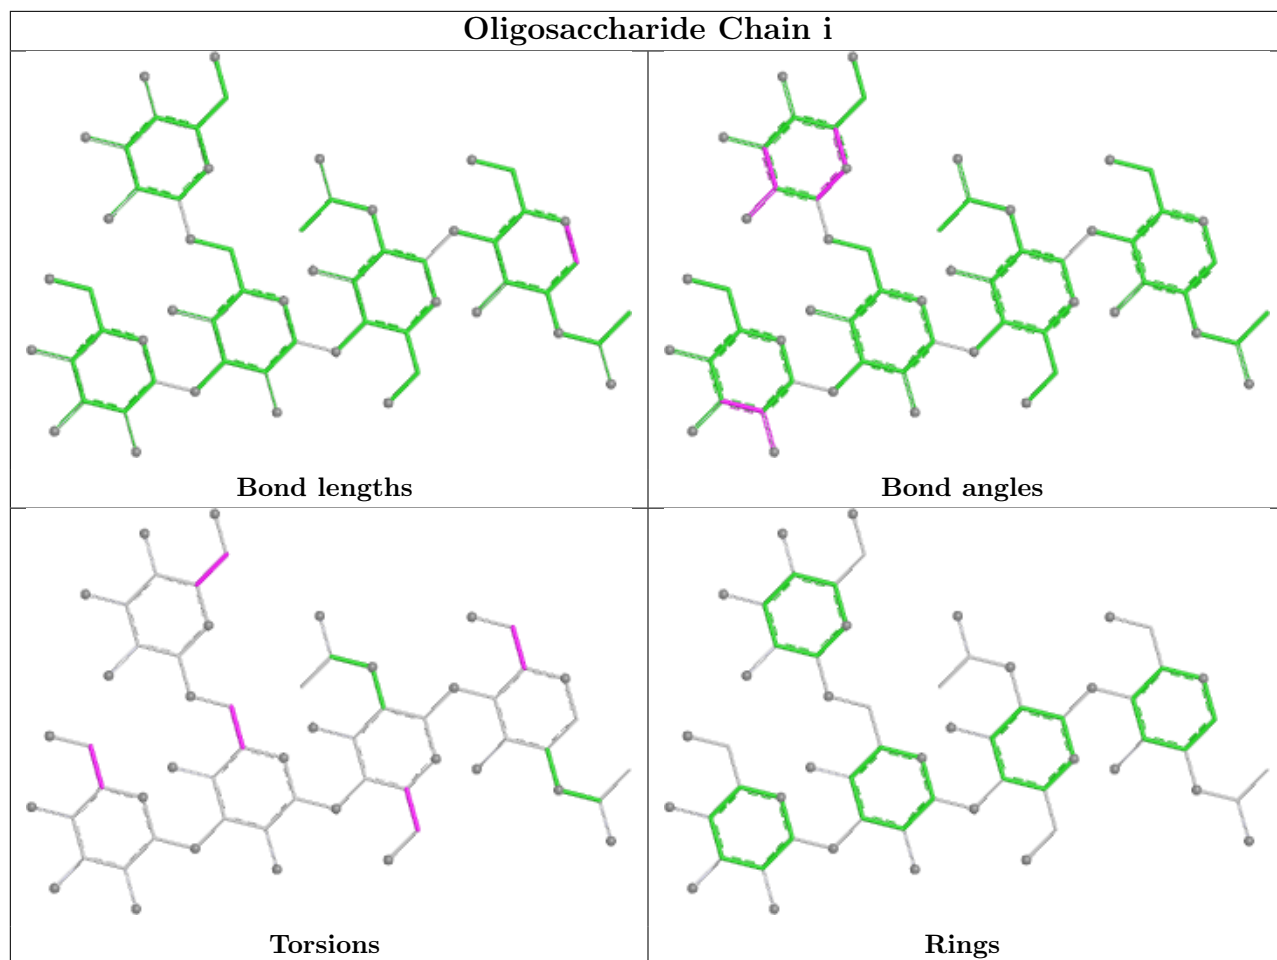 Oligosaccharide Chain i
Bond lengths
Bond angles
Torsions
Rings